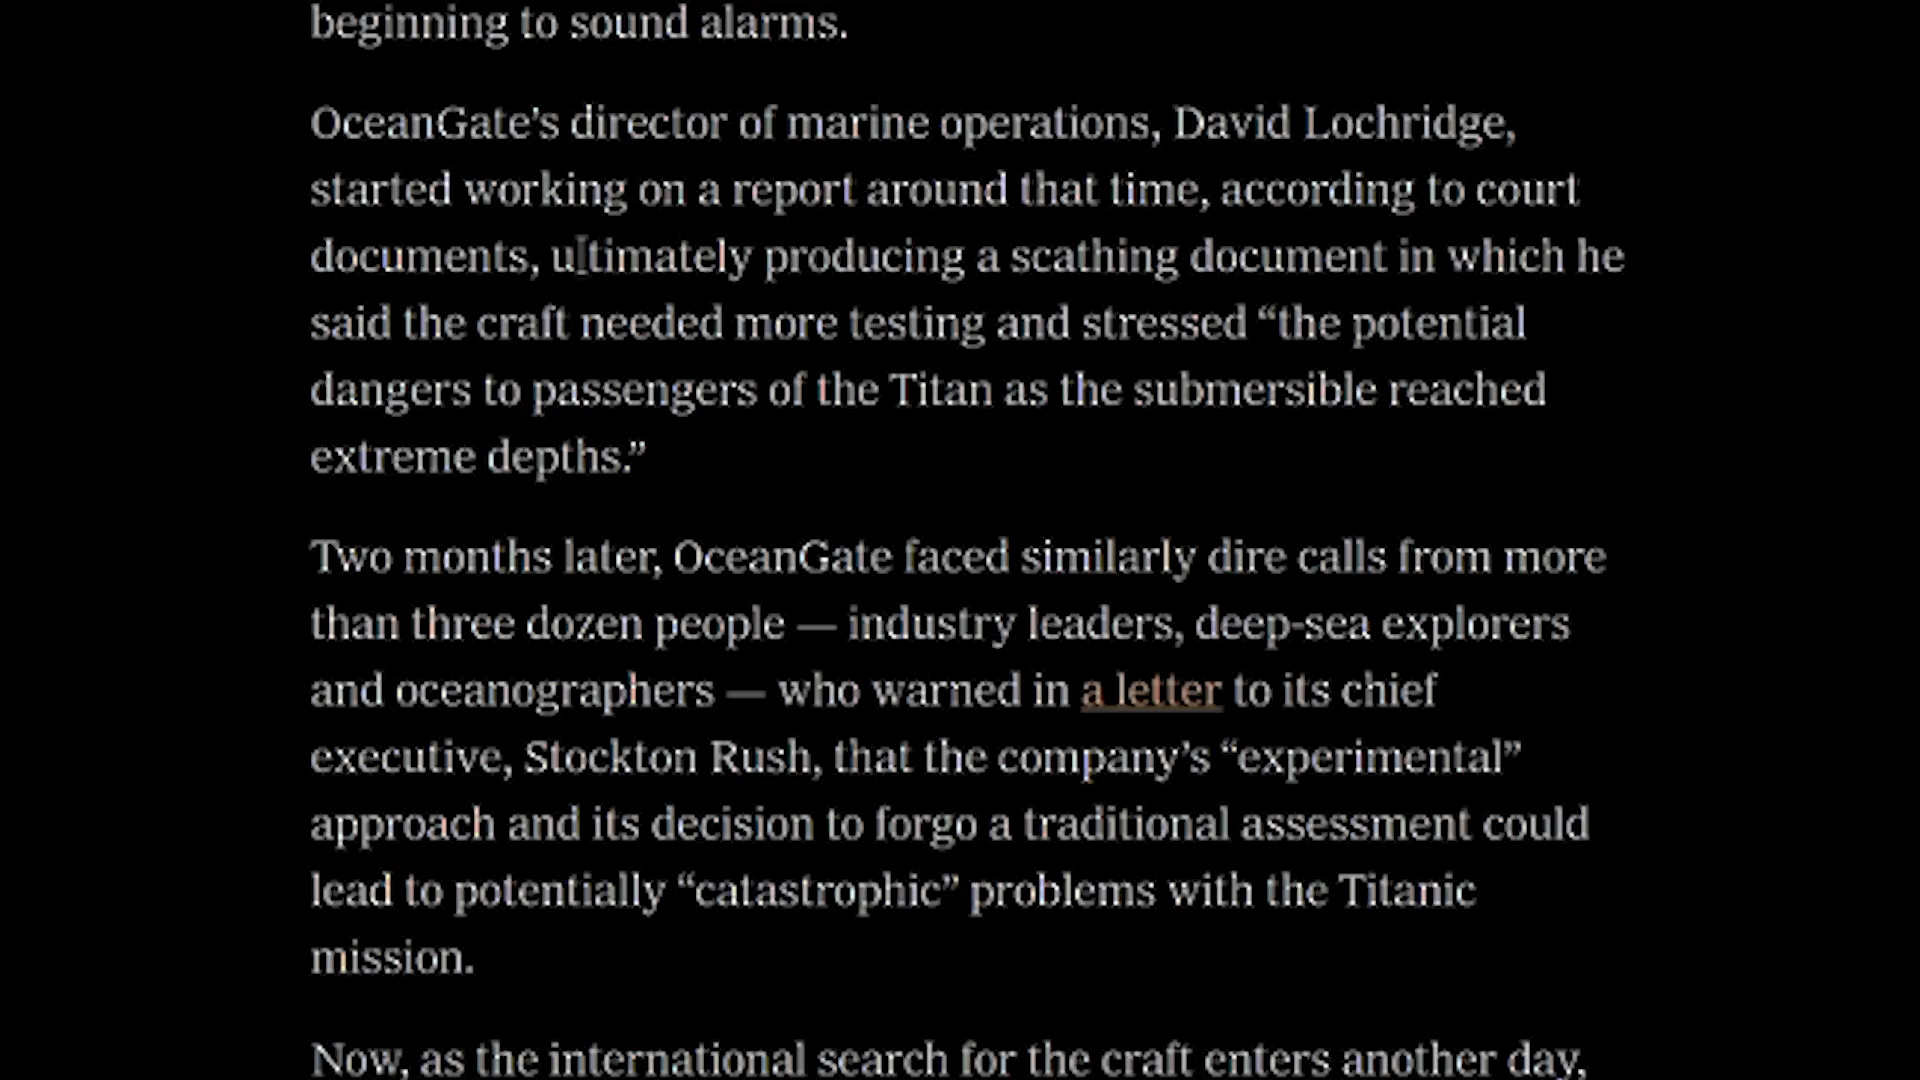 beginning to sound alarms.
OceanGate’s director of marine operations, David Lochridge,
started working on a report around that time, according to court
documents, ultimately producing a scathing document in which he
said the craft needed more testing and stressed “the potential
dangers to passengers of the Titan as the submersible reached
extreme depths.”
Two months later, OceanGate faced similarly dire calls from more
than three dozen people — industry leaders, deep-sea explorers
and oceanographers — who warned in a letter to its chief
executive, Stockton Rush, that the company’s “experimental”
approach and its decision to forgo a traditional assessment could
lead to potentially “catastrophic” problems with the Titanic
mission.
Now, as the international search for the craft enters another day,